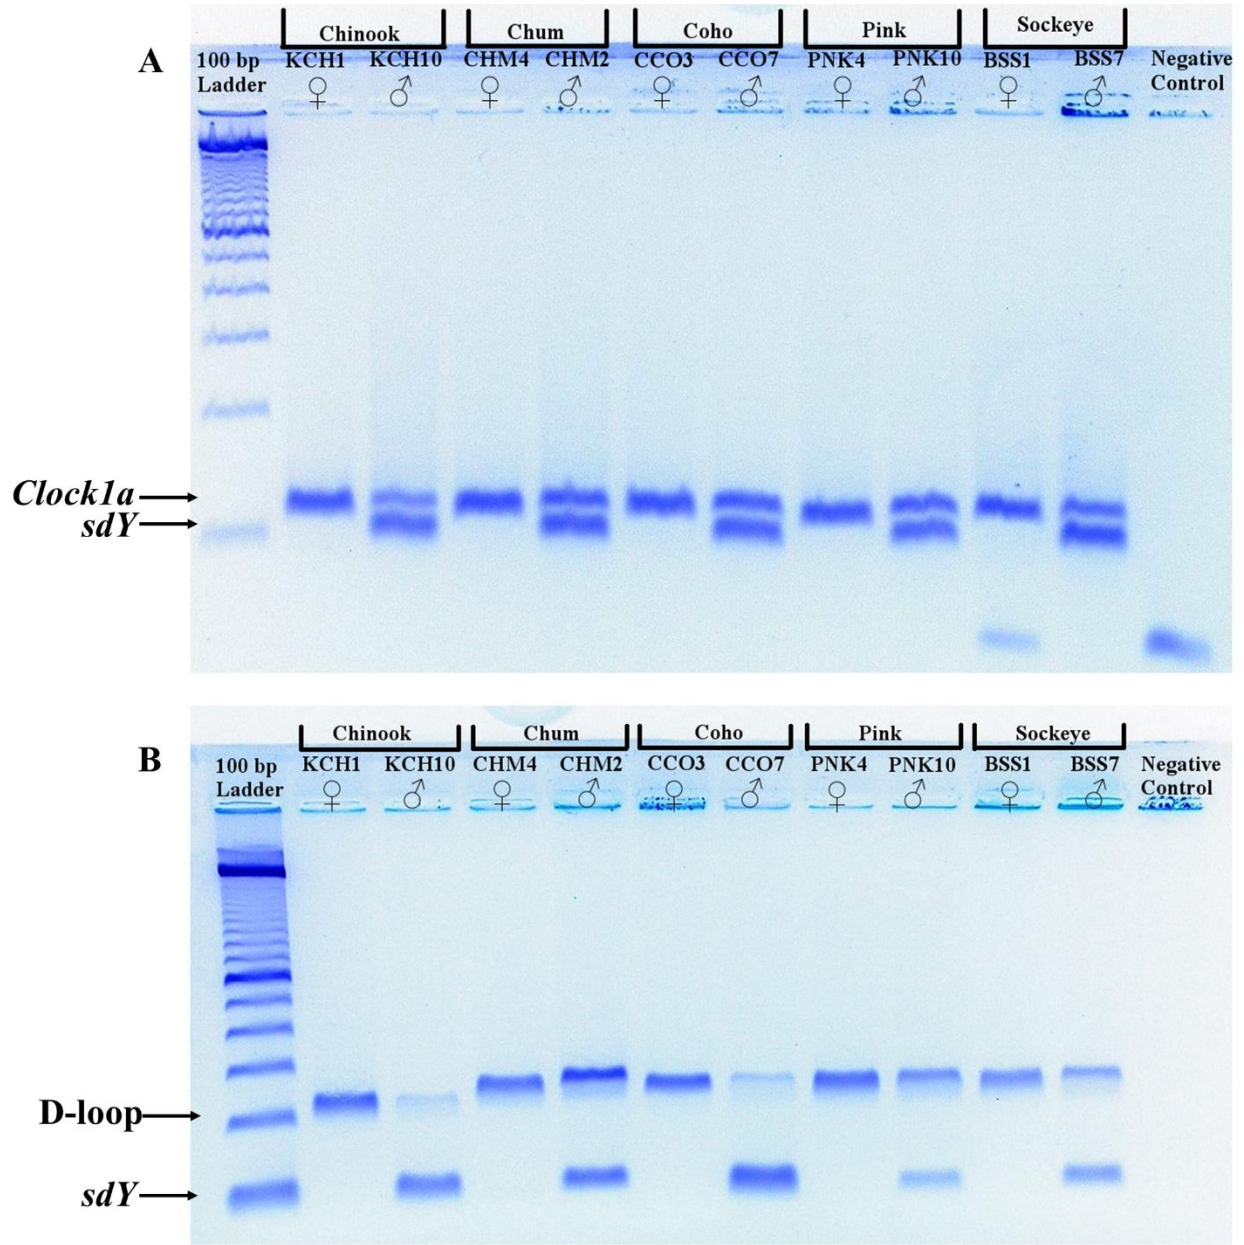 Chinook Chum Coho Pink Sockeye
A 100 bp KCH1 KCH10 CHM4 CHM2 CCO3 CCO7 PNK4 PNK10 BSS1 BSS7 Negative
Ladder ♀ ♂ ♀ ♂ ♀ ♂ ♀ ♂ ♀ ♂ Control
Clock1a
sdY
Chinook Chum Coho Pink Sockeye
B 100 bp KCH1 KCH10 CHM4 CHM2 CCO3 CCO7 PNK4 PNK10 BSS1 BSS7 Negative
Ladder ♀ ♂ ♀ ♂ ♀ ♂ ♀ ♂ ♀ ♂ Control
D-loop
sdY